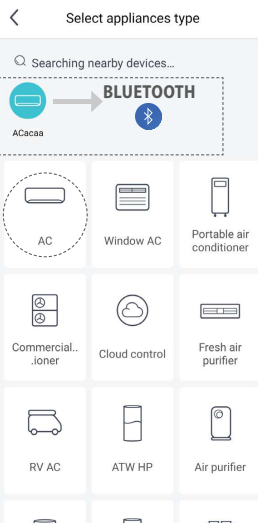 Select appliances type
Searching nearby devices...
BLUETOOTH
ACacaa
AC
Window AC
Portable air
conditioner
Commercial..
.ioner
Cloud control
Fresh air
purifier
RV AC
ATW HP
Air purifier